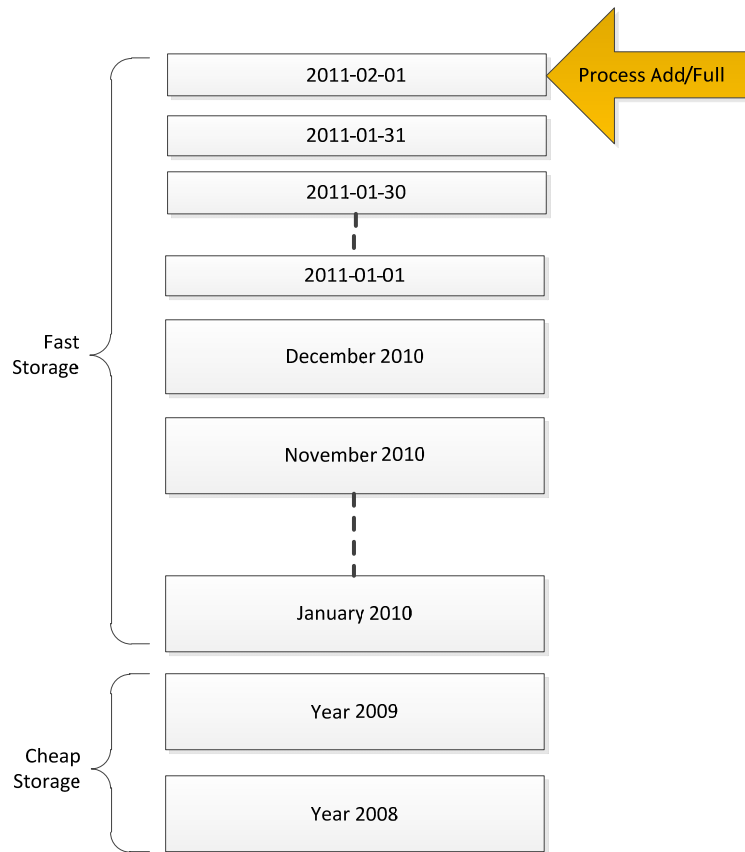 2011-02-01
Process Add/Full
2011-01-31
2011-01-30
2011-01-01
Fast
Storage
December 2010
November 2010
January 2010
Year 2009
Cheap
Storage
Year 2008